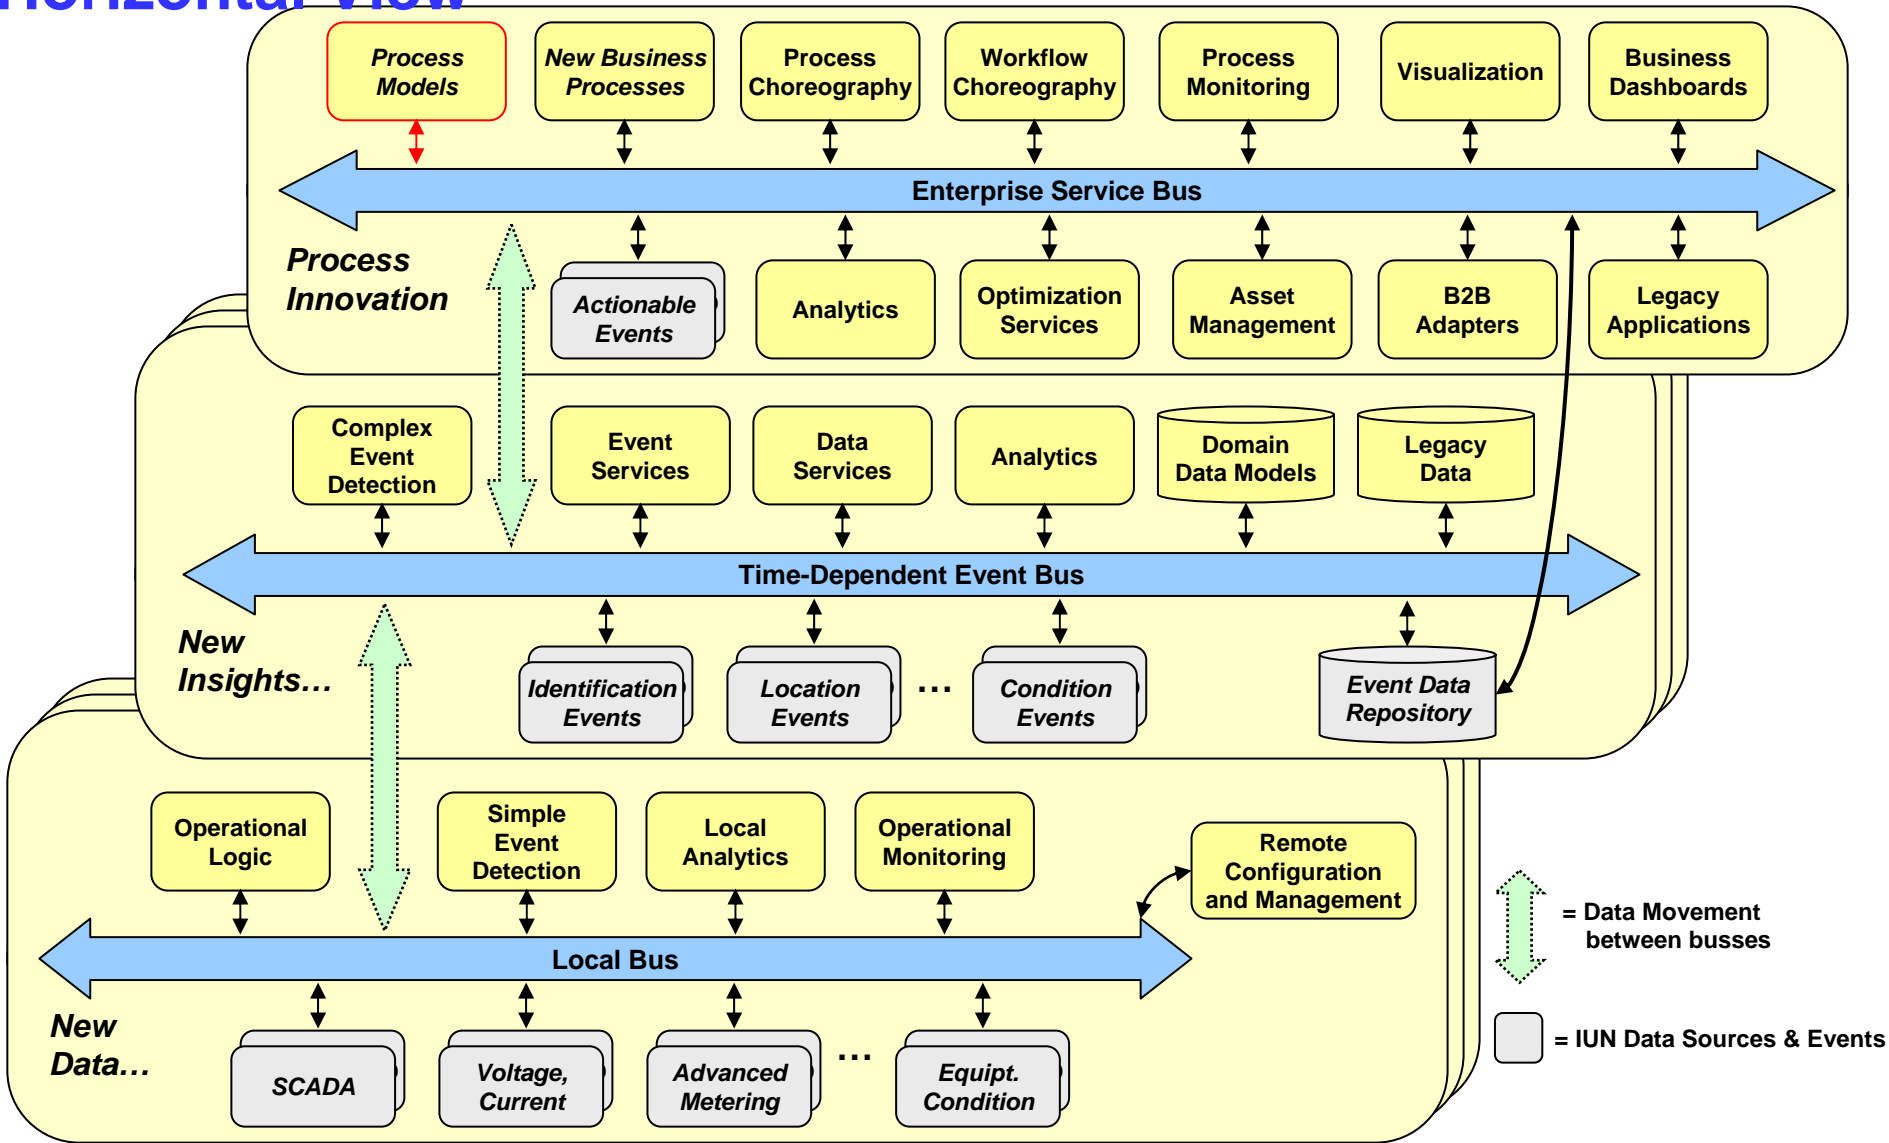 Horizontal View
Process
Models
New Business
Processes
Process
Choreography
Workflow
Choreography
Process
Monitoring
Visualization
Business
Dashboards
Enterprise Service Bus
Process
Innovation
Actionable
Events
Analytics
Optimization
Services
Asset
Management
B2B
Adapters
Legacy
Applications
Complex
Event
Detection
Event
Services
Data
Services
Analytics
Domain
Data Models
Legacy
Data
Time-Dependent Event Bus
New
Insights…
Identification
Events
Location
Events
…
Condition
Events
Event Data
Repository
Operational
Logic
Simple
Event
Detection
Local
Analytics
Operational
Monitoring
Remote
Configuration
and Management
Local Bus
New
Data…
SCADA
Voltage,
Current
Advanced
Metering
…
Equipt.
Condition
= Data Movement
between busses
= IUN Data Sources & Events